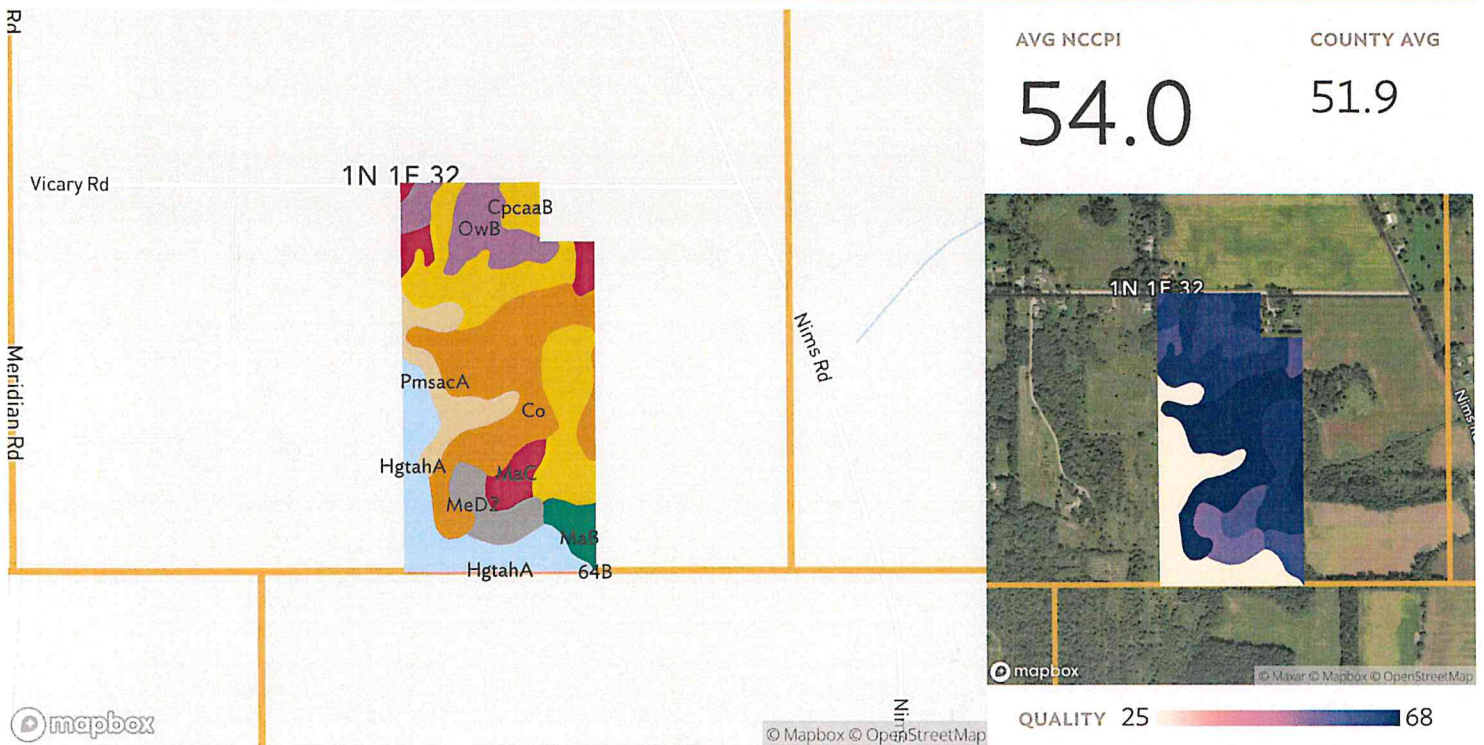 Rd
Vicary Rd
1N 1E 32
CpcaaB
OwB
Meridian Rd
Nims Rd
PmsacA
Co
HgtahA
MaC
MeD2
MaB
HgtahA
64B
mapbox
Nims
© Mapbox © OpenStreetMap
AVG NCCPI
COUNTY AVG
54.0
51.9
1N 1E 32
Nims
mapbox
© Maxar © Mapbox © OpenStreetMap
QUALITY 25
68